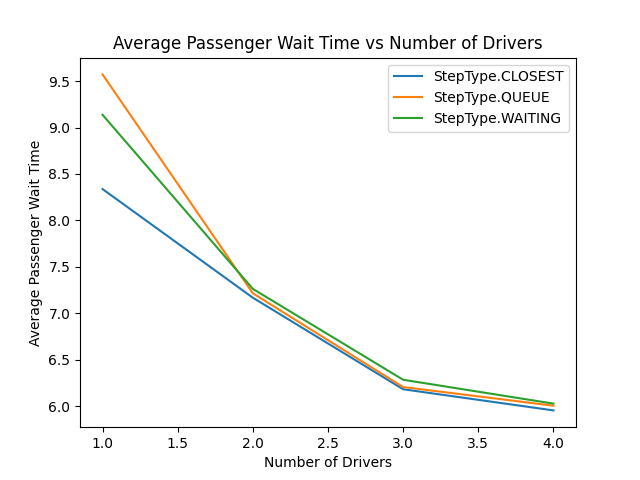 Average Passenger Wait Time vs Number of Drivers
StepType.CLOSEST
StepType.QUEUE
StepType.WAITING
Average Passenger Wait Time
9.5
9.0
8.5
8.0
7.5
7.0
6.5
6.0
1.0 1.5 2.0 2.5 3.0 3.5 4.0
Number of Drivers